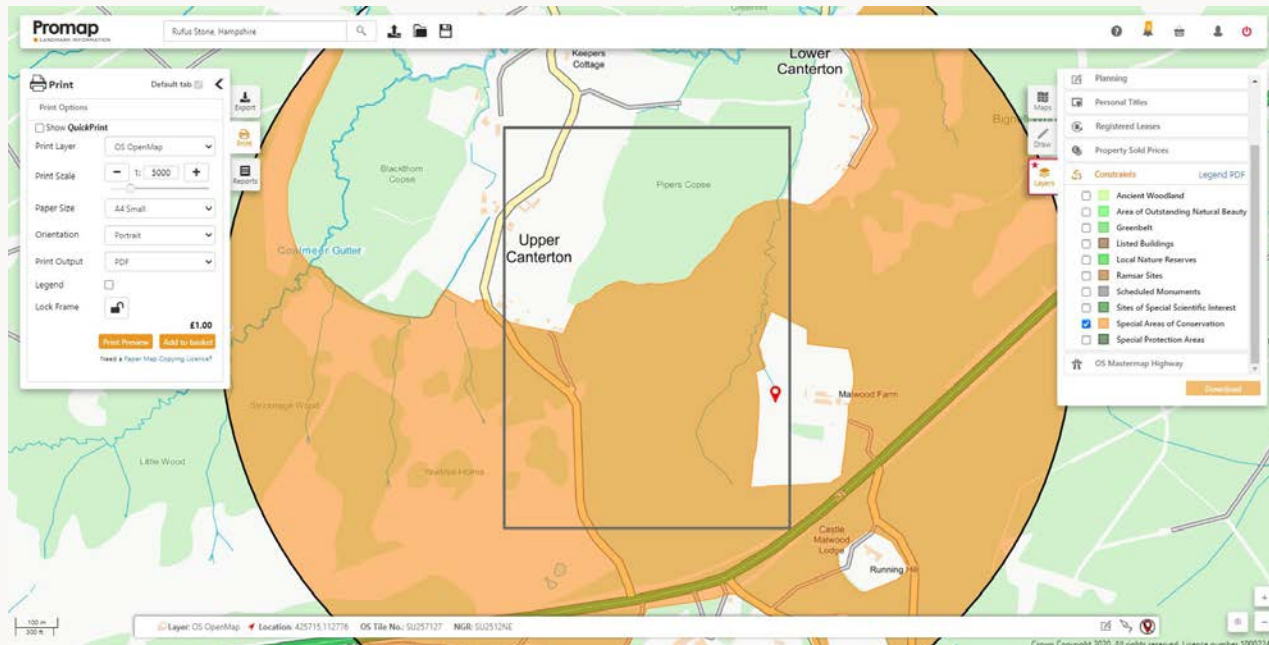 Promap
LANDMARK INFORMATION
Rufus Stone, Hampshire
Print
Default tab
Print Options
Show QuickPrint
Print Layer
OS OpenMap
Print Scale
1: 5000
Paper Size
A4 Small
Orientation
Portrait
Print Output
PDF
Legend
Lock Frame
£1.00
Print Preview
Add to basket
Need a Paper Map Copying Licence?
Export
Print
Reports
Keepers
Cottage
Lower
Canterton
Blackthorn
Copse
Pipers Copse
Upper
Canterton
Malwood Farm
Little Wood
Castle
Malwood
Lodge
Running Hill
Maps
Draw
Layers
Planning
Personal Titles
Registered Leases
Property Sold Prices
Constraints
Legend PDF
Ancient Woodland
Area of Outstanding Natural Beauty
Greenbelt
Listed Buildings
Local Nature Reserves
Ramsar Sites
Scheduled Monuments
Sites of Special Scientific Interest
Special Areas of Conservation
Special Protection Areas
OS Mastermap Highway
Download
100 m
300 ft
Layer: OS OpenMap Location: 425715,112776 OS Tile No.: SU257127 NGR: SU2512NE